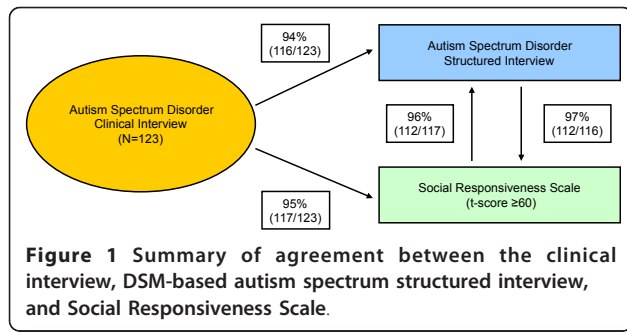 94%
(116/123)
Autism Spectrum Disorder
Structured Interview
Autism Spectrum Disorder
Clinical Interview
(N=123)
96%
(112/117)
97%
(112/116)
95%
(117/123)
Social Responsiveness Scale
(t-score ≥60)
Figure 1 Summary of agreement between the clinical
interview, DSM-based autism spectrum structured interview,
and Social Responsiveness Scale.